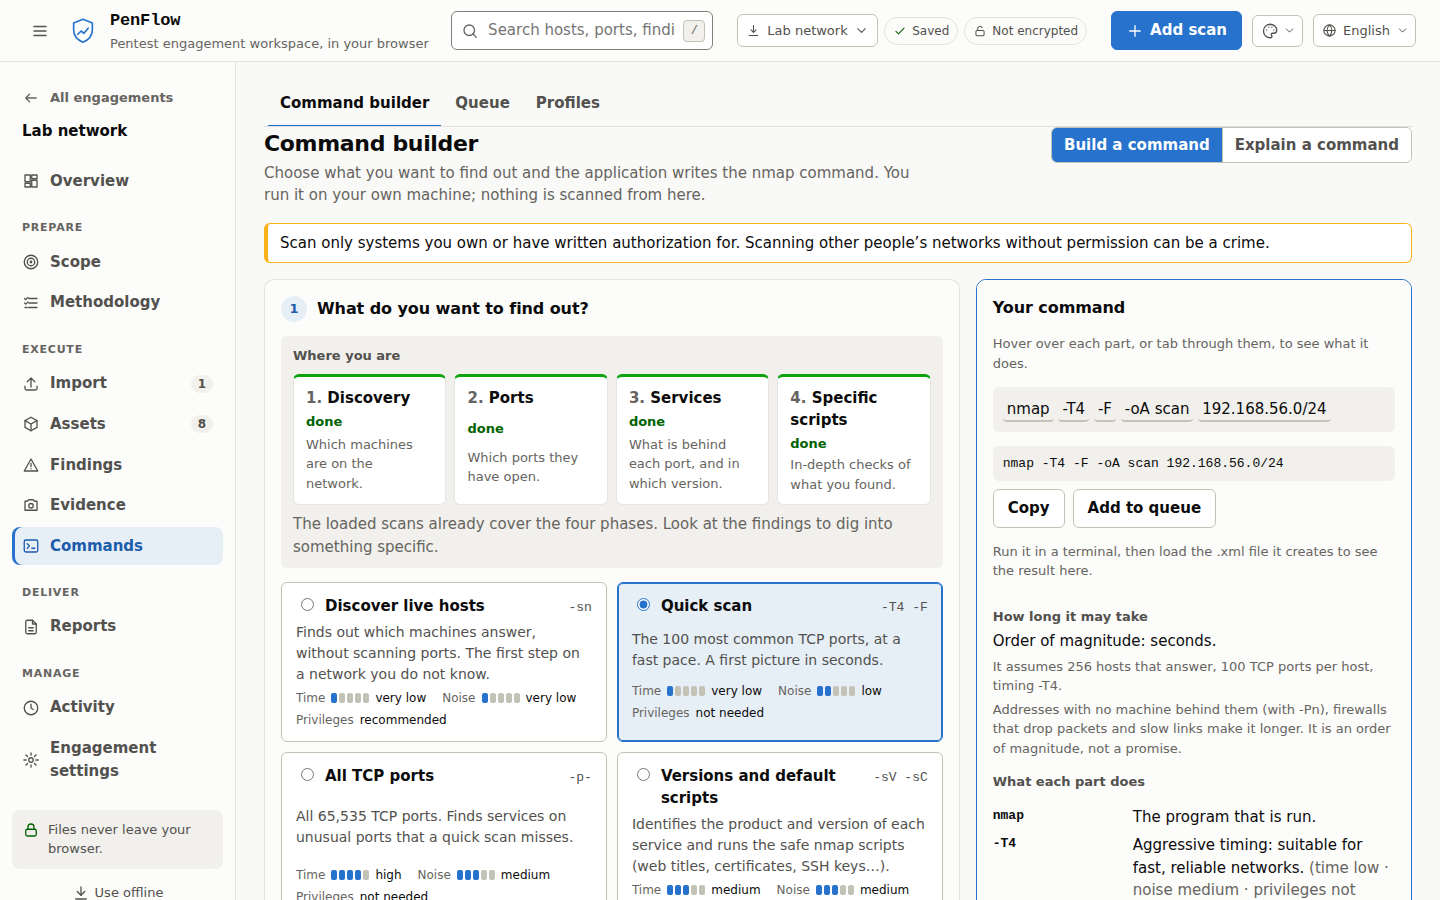 PenFlow
Pentest engagement workspace, in your browser
Search hosts, ports, findi
/
Lab network
Saved
Not encrypted
Add scan
English
All engagements
Lab network
Overview
PREPARE
Scope
Methodology
EXECUTE
Import 1
Assets 8
Findings
Evidence
Commands
DELIVER
Reports
MANAGE
Activity
Engagement
settings
Files never leave your
browser.
Use offline
Command builder
Queue
Profiles
Command builder
Build a command
Explain a command
Choose what you want to find out and the application writes the nmap command. You
run it on your own machine; nothing is scanned from here.
Scan only systems you own or have written authorization for. Scanning other people’s networks without permission can be a crime.
1 What do you want to find out?
Where you are
1. Discovery
done
Which machines
are on the
network.
2. Ports
done
Which ports they
have open.
3. Services
done
What is behind
each port, and in
which version.
4. Specific
scripts
done
In-depth checks of
what you found.
The loaded scans already cover the four phases. Look at the findings to dig into
something specific.
Discover live hosts -sn
Finds out which machines answer,
without scanning ports. The first step on
a network you do not know.
Time very low Noise very low
Privileges recommended
Quick scan -T4 -F
The 100 most common TCP ports, at a
fast pace. A first picture in seconds.
Time very low Noise low
Privileges not needed
All TCP ports -p-
All 65,535 TCP ports. Finds services on
unusual ports that a quick scan misses.
Time high Noise medium
Privileges not needed
Versions and default
scripts
-sV -sC
Identifies the product and version of each
service and runs the safe nmap scripts
(web titles, certificates, SSH keys…).
Time medium Noise medium
Your command
Hover over each part, or tab through them, to see what it
does.
nmap -T4 -F -oA scan 192.168.56.0/24
nmap -T4 -F -oA scan 192.168.56.0/24
Copy
Add to queue
Run it in a terminal, then load the .xml file it creates to see
the result here.
How long it may take
Order of magnitude: seconds.
It assumes 256 hosts that answer, 100 TCP ports per host,
timing -T4.
Addresses with no machine behind them (with -Pn), firewalls
that drop packets and slow links make it longer. It is an order
of magnitude, not a promise.
What each part does
nmap The program that is run.
-T4 Aggressive timing: suitable for
fast, reliable networks. (time low ·
noise medium · privileges not